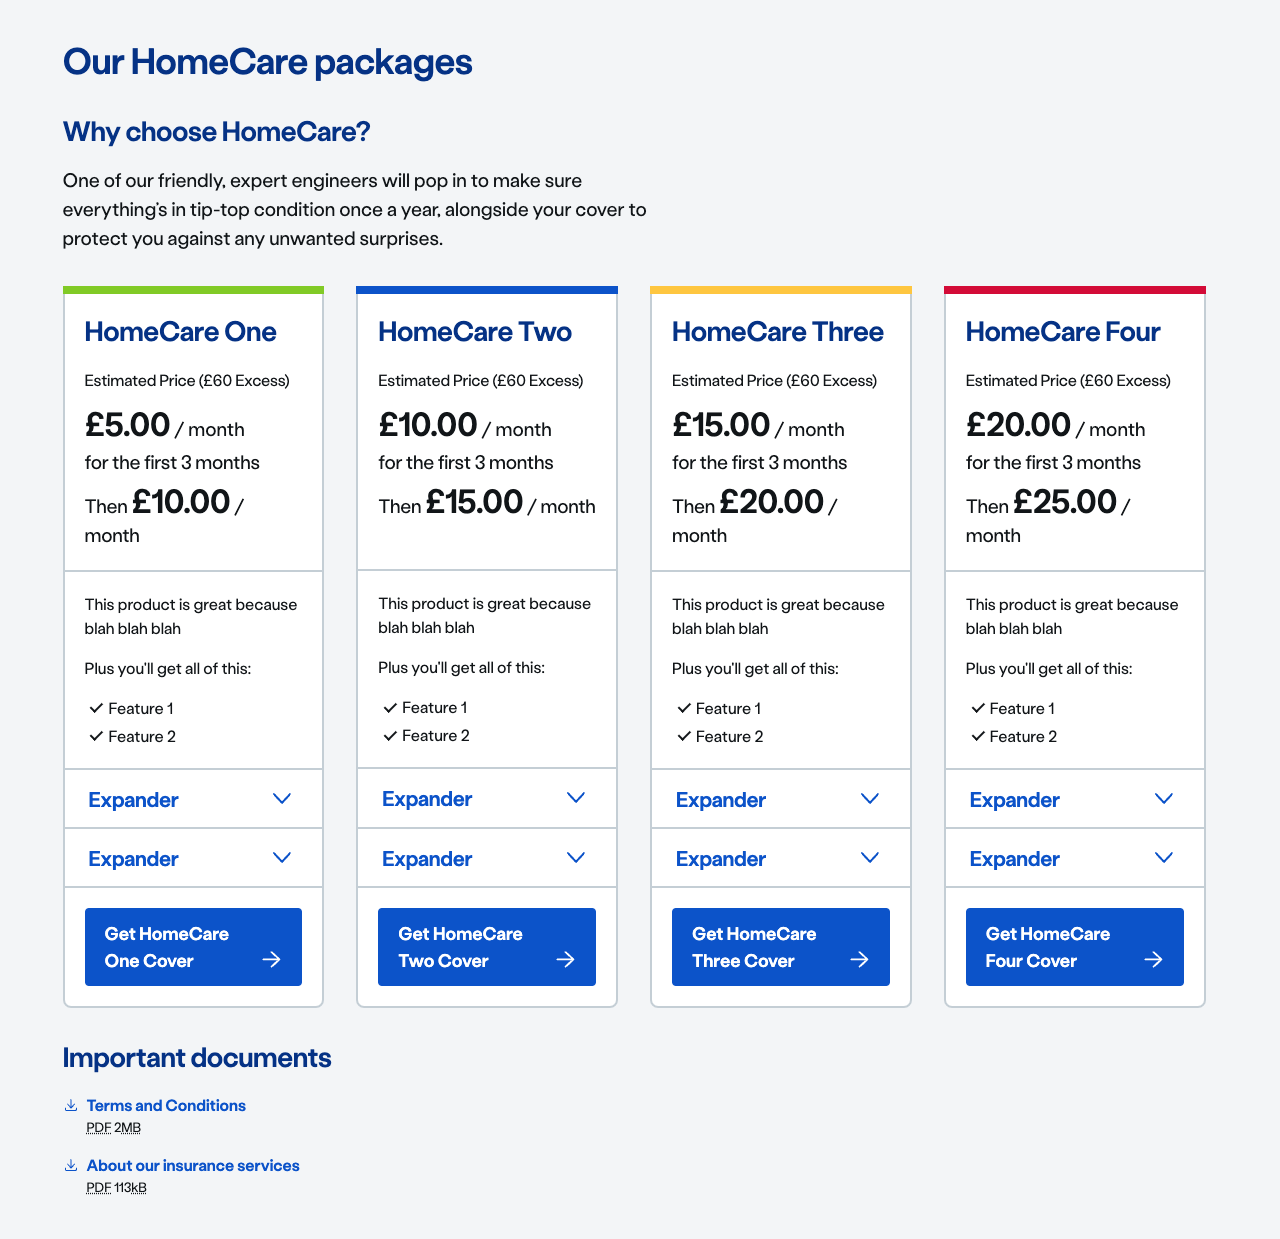 Our HomeCare packages
Why choose HomeCare?
One of our friendly, expert engineers will pop in to make sure
everything's in tip-top condition once a year, alongside your cover to
protect you against any unwanted surprises.
HomeCare One
Estimated Price (£60 Excess)
£5.00 / month
for the first 3 months
Then £10.00 /
month
This product is great because
blah blah blah
Plus you'll get all of this:
Feature 1
Feature 2
Expander
Expander
Get HomeCare
One Cover
HomeCare Two
Estimated Price (£60 Excess)
£10.00 / month
for the first 3 months
Then £15.00 / month
This product is great because
blah blah blah
Plus you'll get all of this:
Feature 1
Feature 2
Expander
Expander
Get HomeCare
Two Cover
HomeCare Three
Estimated Price (£60 Excess)
£15.00 / month
for the first 3 months
Then £20.00 /
month
This product is great because
blah blah blah
Plus you'll get all of this:
Feature 1
Feature 2
Expander
Expander
Get HomeCare
Three Cover
HomeCare Four
Estimated Price (£60 Excess)
£20.00 / month
for the first 3 months
Then £25.00 /
month
This product is great because
blah blah blah
Plus you'll get all of this:
Feature 1
Feature 2
Expander
Expander
Get HomeCare
Four Cover
Important documents
Terms and Conditions
PDF 2MB
About our insurance services
PDF 113kB